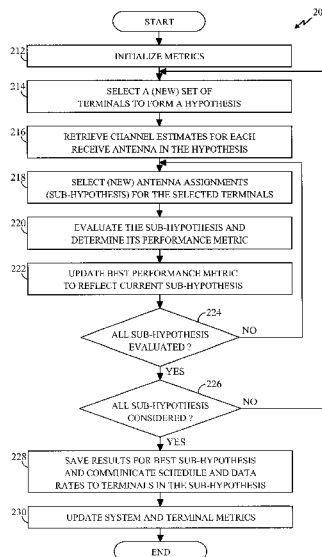 START
20
212
INITIALIZE METRICS
214
SELECT A (NEW) SET OF
TERMINALS TO FORM A HYPOTHESIS
216
RETRIEVE CHANNEL ESTIMATES FOR EACH
RECEIVE ANTENNA IN THE HYPOTHESIS
218
SELECT (NEW) ANTENNA ASSIGNMENTS
(SUB-HYPOTHESIS) FOR THE SELECTED TERMINALS
220
EVALUATE THE SUB-HYPOTHESIS AND
DETERMINE ITS PERFORMANCE METRIC
222
UPDATE BEST PERFORMANCE METRIC
TO REFLECT CURRENT SUB-HYPOTHESIS
224
ALL SUB-HYPOTHESIS
EVALUATED ?
NO
YES
226
ALL SUB-HYPOTHESIS
CONSIDERED ?
NO
YES
228
SAVE RESULTS FOR BEST SUB-HYPOTHESIS
AND COMMUNICATE SCHEDULE AND DATA
RATES TO TERMINALS IN THE SUB-HYPOTHESIS
230
UPDATE SYSTEM AND TERMINAL METRICS
END